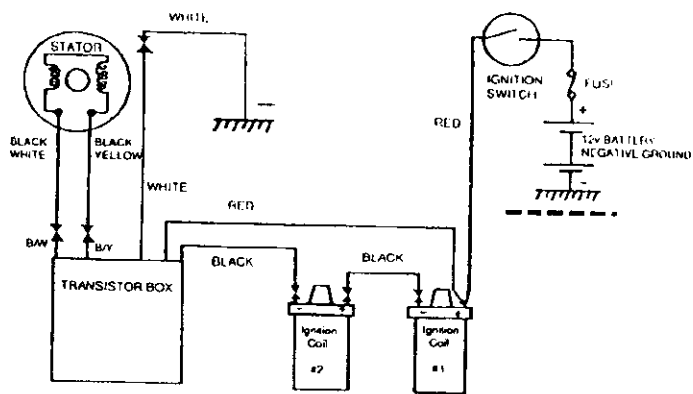 WHITE
STATOR
BLACK
WHITE
BLACK
YELLOW
WHITE
B/W
B/Y
TRANSISTOR BOX
RED
BLACK
BLACK
Ignition
Coil
#2
Ignition
Coil
#1
RED
IGNITION
SWITCH
FUSE
+
12v BATTERY
NEGATIVE GROUND
-